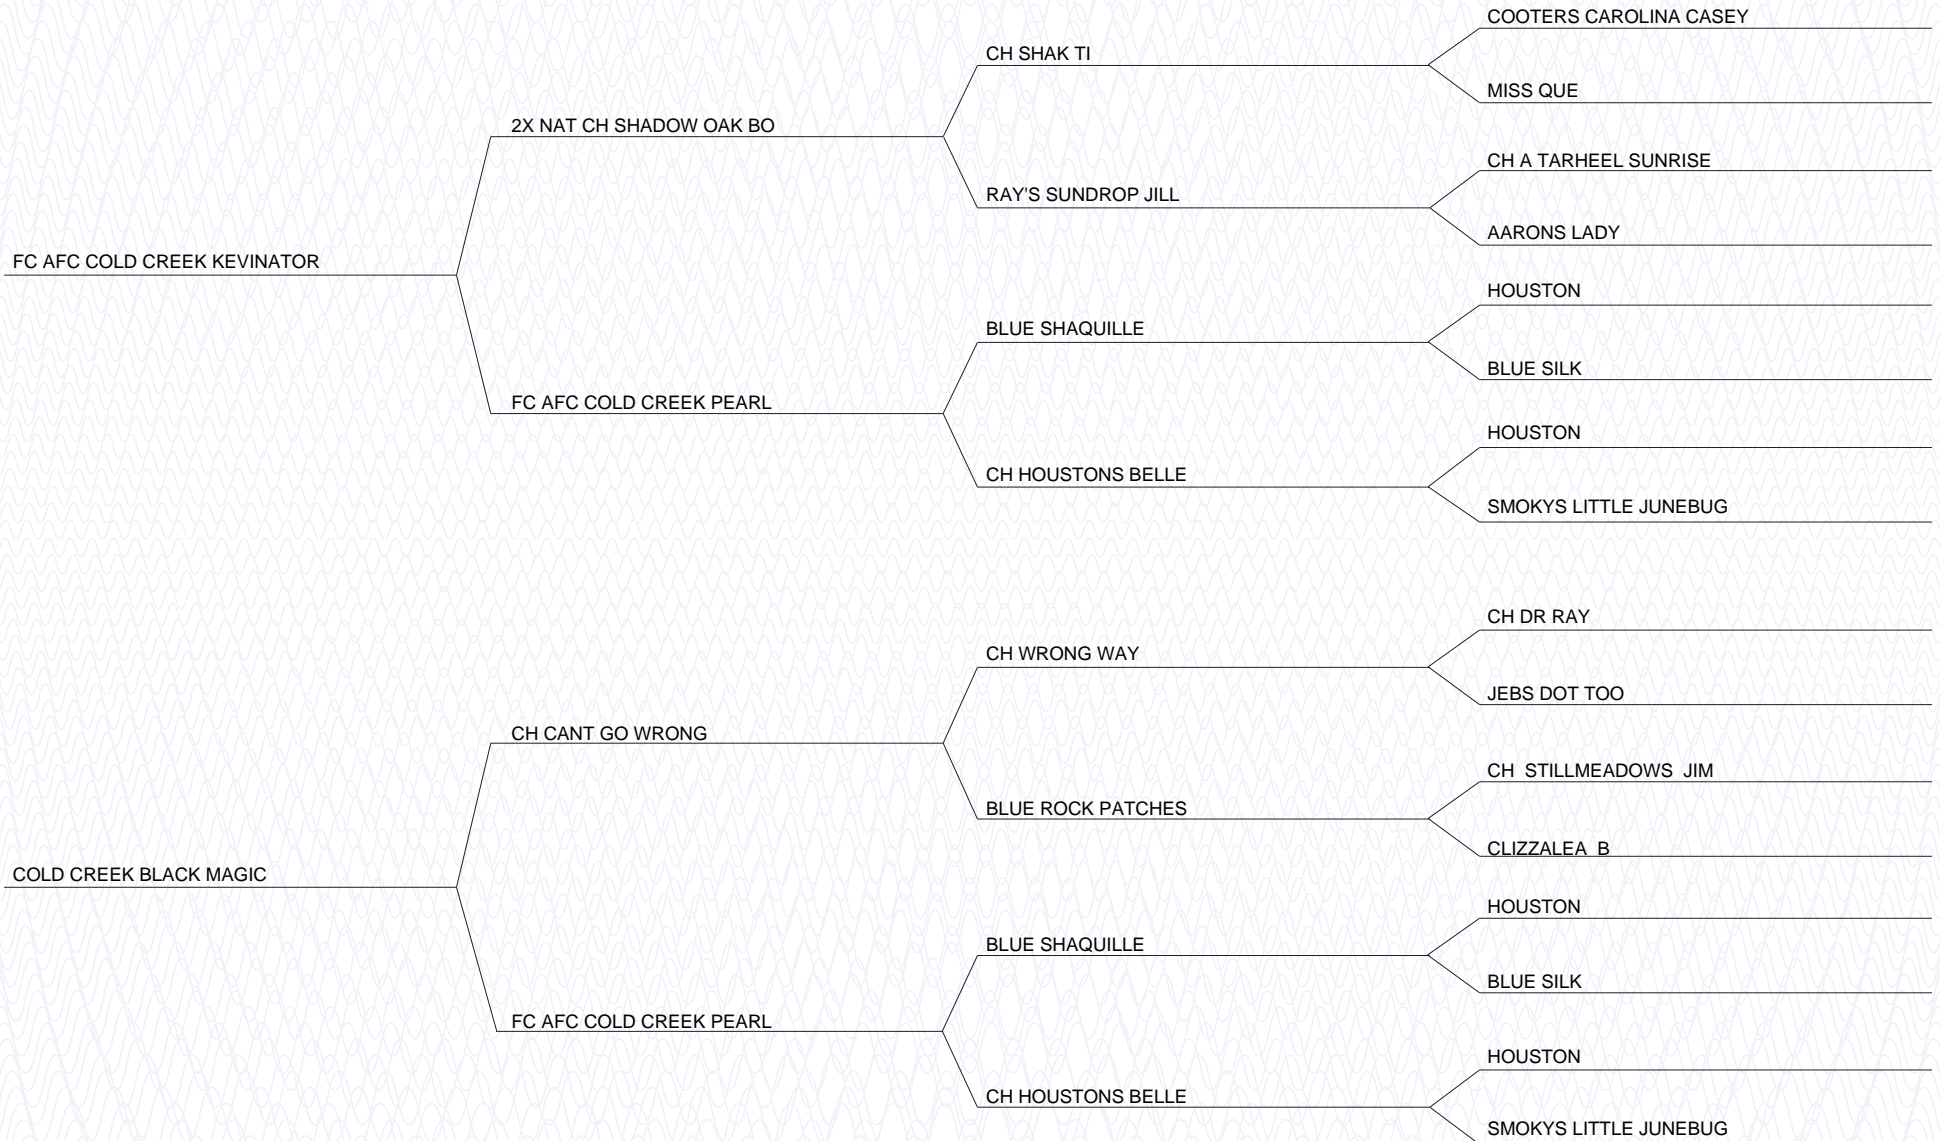 COOTERS CAROLINA CASEY
CH SHAK TI
MISS QUE
2X NAT CH SHADOW OAK BO
CH A TARHEEL SUNRISE
RAY'S SUNDROP JILL
AARONS LADY
FC AFC COLD CREEK KEVINATOR
HOUSTON
BLUE SHAQUILLE
BLUE SILK
FC AFC COLD CREEK PEARL
HOUSTON
CH HOUSTONS BELLE
SMOKYS LITTLE JUNEBUG
CH DR RAY
CH WRONG WAY
JEBS DOT TOO
CH CANT GO WRONG
CH  STILLMEADOWS  JIM
BLUE ROCK PATCHES
CLIZZALEA  B
COLD CREEK BLACK MAGIC
HOUSTON
BLUE SHAQUILLE
BLUE SILK
FC AFC COLD CREEK PEARL
HOUSTON
CH HOUSTONS BELLE
SMOKYS LITTLE JUNEBUG